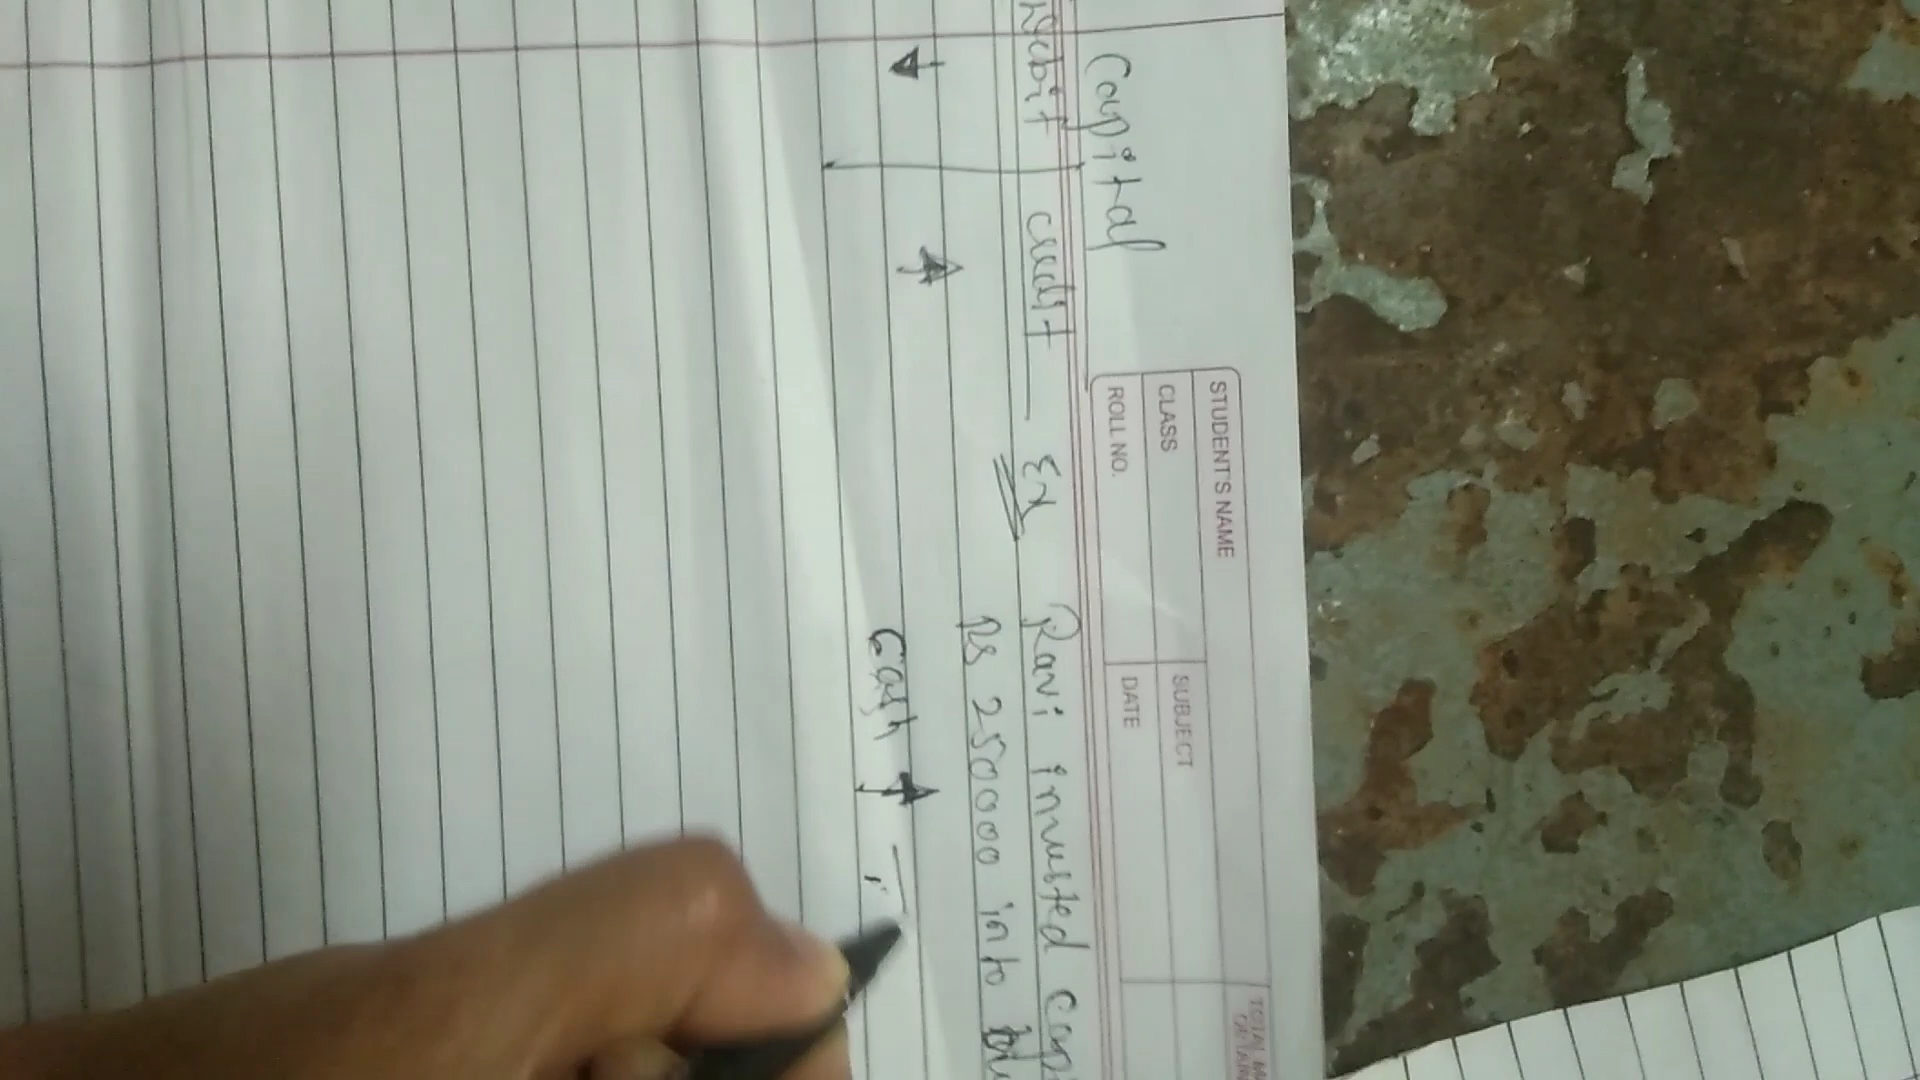 STUDENT'S NAME
CLASS
SUBJECT
ROLL NO.
DATE
Capital
Debit credit — Ex Ravi invested
Rs 250000 into
Cash